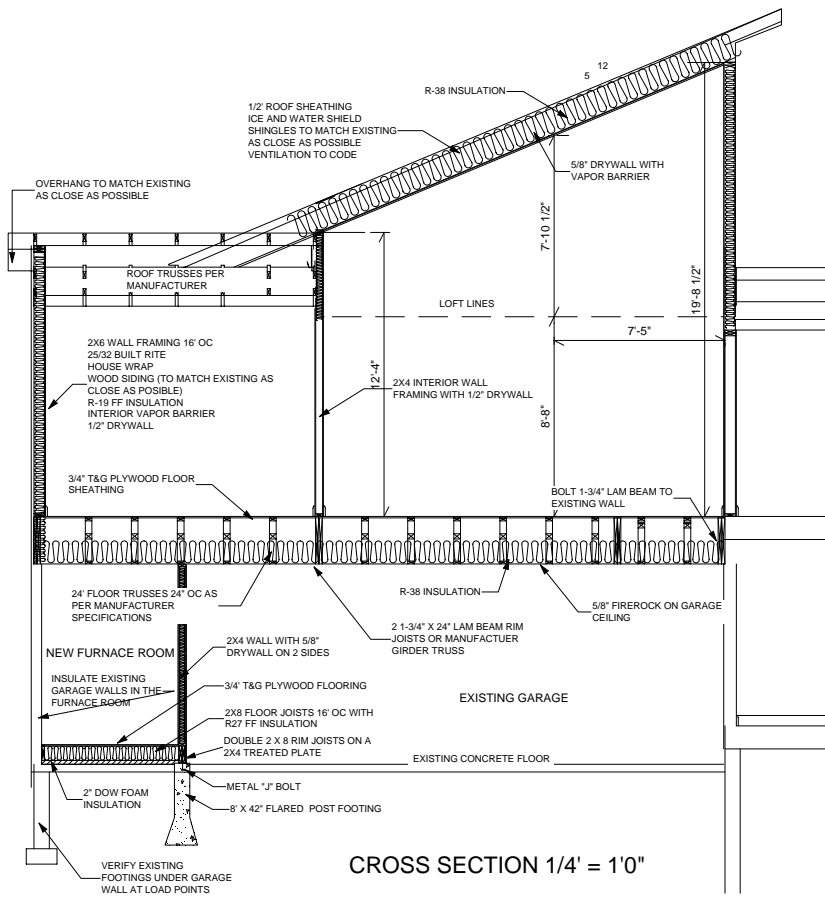 12
5
R-38 INSULATION
1/2' ROOF SHEATHING
ICE AND WATER SHIELD
SHINGLES TO MATCH EXISTING
AS CLOSE AS POSSIBLE
VENTILATION TO CODE
5/8" DRYWALL WITH
VAPOR BARRIER
OVERHANG TO MATCH EXISTING
AS CLOSE AS POSSIBLE
7'-10 1/2"
ROOF TRUSSES PER
MANUFACTURER
LOFT LINES
19'-8 1/2"
7'-5"
2X6 WALL FRAMING 16' OC
25/32 BUILT RITE
HOUSE WRAP
WOOD SIDING (TO MATCH EXISTING AS
CLOSE AS POSIBLE)
R-19 FF INSULATION
INTERIOR VAPOR BARRIER
1/2" DRYWALL
12'-4"
2X4 INTERIOR WALL
FRAMING WITH 1/2" DRYWALL
8'-8"
3/4" T&G PLYWOOD FLOOR
SHEATHING
BOLT 1-3/4" LAM BEAM TO
EXISTING WALL
24' FLOOR TRUSSES 24" OC AS
PER MANUFACTURER
SPECIFICATIONS
R-38 INSULATION
5/8" FIREROCK ON GARAGE
CEILING
2 1-3/4" X 24" LAM BEAM RIM
JOISTS OR MANUFACTUER
GIRDER TRUSS
NEW FURNACE ROOM
2X4 WALL WITH 5/8"
DRYWALL ON 2 SIDES
INSULATE EXISTING
GARAGE WALLS IN THE
FURNACE ROOM
3/4' T&G PLYWOOD FLOORING
EXISTING GARAGE
2X8 FLOOR JOISTS 16' OC WITH
R27 FF INSULATION
DOUBLE 2 X 8 RIM JOISTS ON A
2X4 TREATED PLATE
EXISTING CONCRETE FLOOR
METAL "J" BOLT
2" DOW FOAM
INSULATION
8' X 42" FLARED POST FOOTING
VERIFY EXISTING
FOOTINGS UNDER GARAGE
WALL AT LOAD POINTS
CROSS SECTION 1/4' = 1'0"